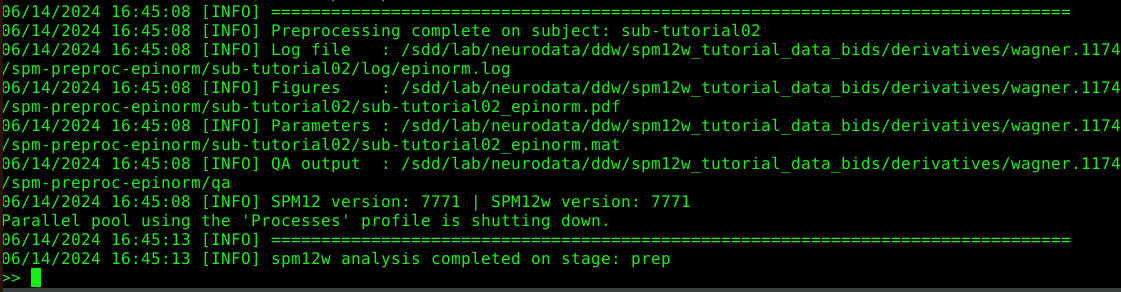 06/14/2024 16:45:08 [INFO] ================================================================================
06/14/2024 16:45:08 [INFO] Preprocessing complete on subject: sub-tutorial02
06/14/2024 16:45:08 [INFO] Log file   : /sdd/lab/neurodata/ddw/spm12w_tutorial_data_bids/derivatives/wagner.1174
/spm-preproc-epinorm/sub-tutorial02/log/epinorm.log
06/14/2024 16:45:08 [INFO] Figures    : /sdd/lab/neurodata/ddw/spm12w_tutorial_data_bids/derivatives/wagner.1174
/spm-preproc-epinorm/sub-tutorial02/sub-tutorial02_epinorm.pdf
06/14/2024 16:45:08 [INFO] Parameters : /sdd/lab/neurodata/ddw/spm12w_tutorial_data_bids/derivatives/wagner.1174
/spm-preproc-epinorm/sub-tutorial02/sub-tutorial02_epinorm.mat
06/14/2024 16:45:08 [INFO] QA output  : /sdd/lab/neurodata/ddw/spm12w_tutorial_data_bids/derivatives/wagner.1174
/spm-preproc-epinorm/qa
06/14/2024 16:45:08 [INFO] SPM12 version: 7771 | SPM12w version: 7771
Parallel pool using the 'Processes' profile is shutting down.
06/14/2024 16:45:13 [INFO] ================================================================================
06/14/2024 16:45:13 [INFO] spm12w analysis completed on stage: prep
>>